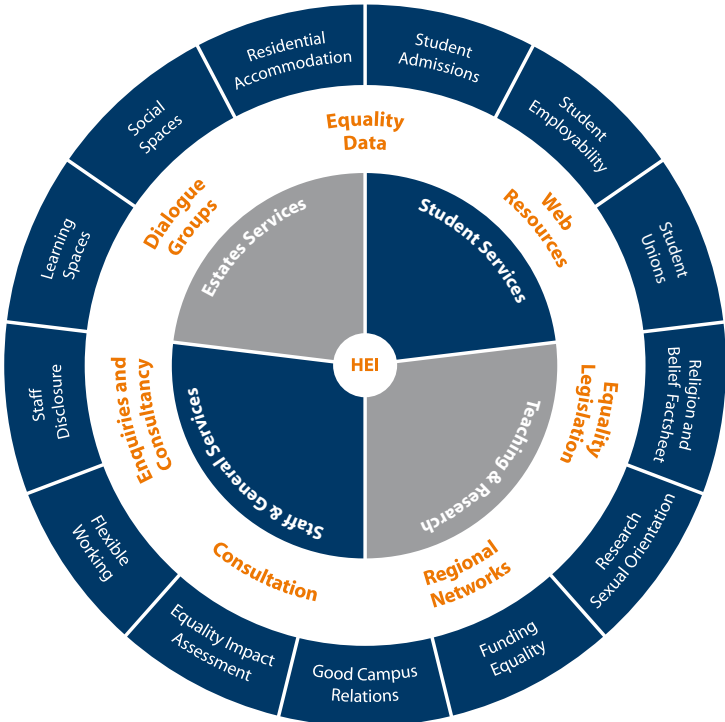 Residential
Accommodation
Student
Admissions
Student
Employability
Student
Unions
Religion and
Belief Factsheet
Research
Sexual Orientation
Funding
Equality
Good Campus
Relations
Equality Impact
Assessment
Flexible
Working
Staff
Disclosure
Learning
Spaces
Social
Spaces
Equality
Data
Web
Resources
Equality
Legislation
Regional
Networks
Consultation
Enquiries and
Consultancy
Dialogue
Groups
Estates Services
Student Services
Teaching & Research
Staff & General Services
HEI